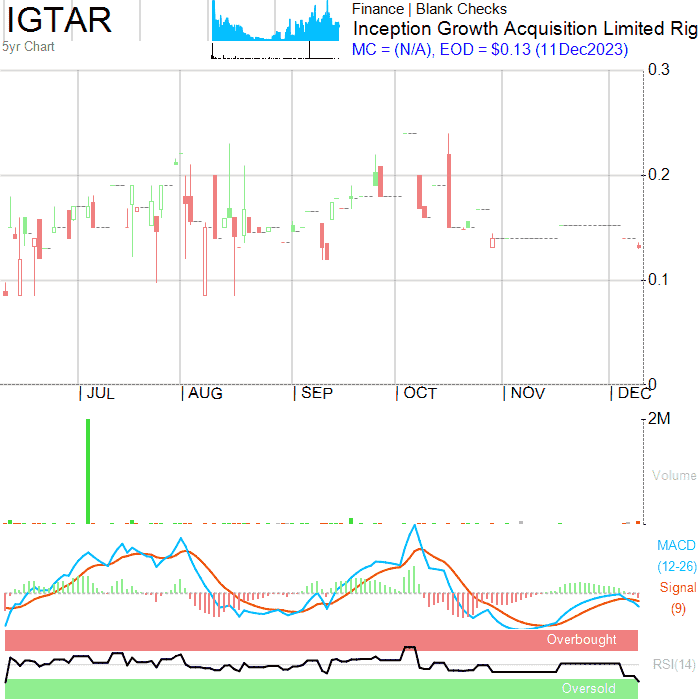 IGTAR
5yr Chart
Finance | Blank Checks
Inception Growth Acquisition Limited Rig
MC = (N/A), EOD = $0.13 (11Dec2023)
0.3
0.2
0.1
0
JUL
AUG
SEP
OCT
NOV
DEC
2M
Volume
MACD
(12-26)
Signal
(9)
Overbought
RSI(14)
Oversold